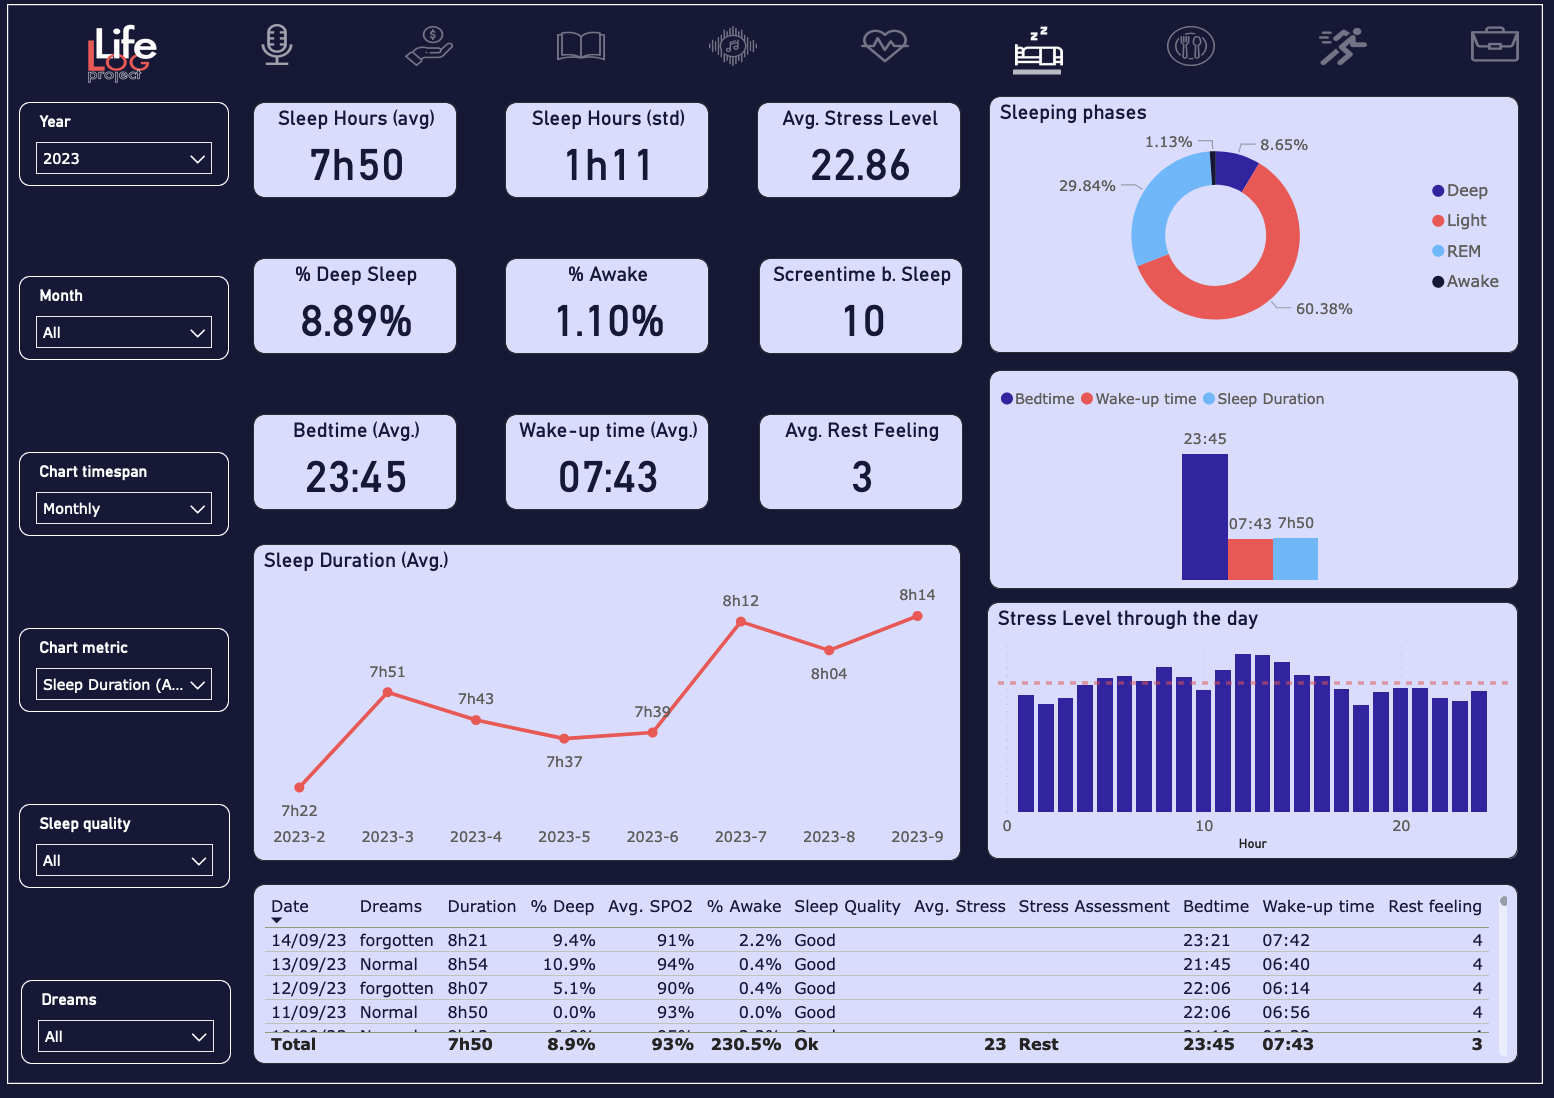 Life
LOG
project
Year
2023
Month
All
Chart timespan
Monthly
Chart metric
Sleep Duration (A...
Sleep quality
All
Dreams
All
Sleep Hours (avg)
7h50
Sleep Hours (std)
1h11
Avg. Stress Level
22.86
% Deep Sleep
8.89%
% Awake
1.10%
Screentime b. Sleep
10
Bedtime (Avg.)
23:45
Wake-up time (Avg.)
07:43
Avg. Rest Feeling
3
Sleeping phases
1.13%
8.65%
29.84%
60.38%
Deep
Light
REM
Awake
Bedtime Wake-up time Sleep Duration
23:45
07:43 7h50
Sleep Duration (Avg.)
7h22
7h51
7h43
7h37
7h39
8h12
8h04
8h14
2023-2 2023-3 2023-4 2023-5 2023-6 2023-7 2023-8 2023-9
Stress Level through the day
0 10 20
Hour
Date Dreams Duration % Deep Avg. SPO2 % Awake Sleep Quality Avg. Stress Stress Assessment Bedtime Wake-up time Rest feeling
14/09/23 forgotten 8h21 9.4% 91% 2.2% Good 23:21 07:42 4
13/09/23 Normal 8h54 10.9% 94% 0.4% Good 21:45 06:40 4
12/09/23 forgotten 8h07 5.1% 90% 0.4% Good 22:06 06:14 4
11/09/23 Normal 8h50 0.0% 93% 0.0% Good 22:06 06:56 4
Total 7h50 8.9% 93% 230.5% Ok 23 Rest 23:45 07:43 3